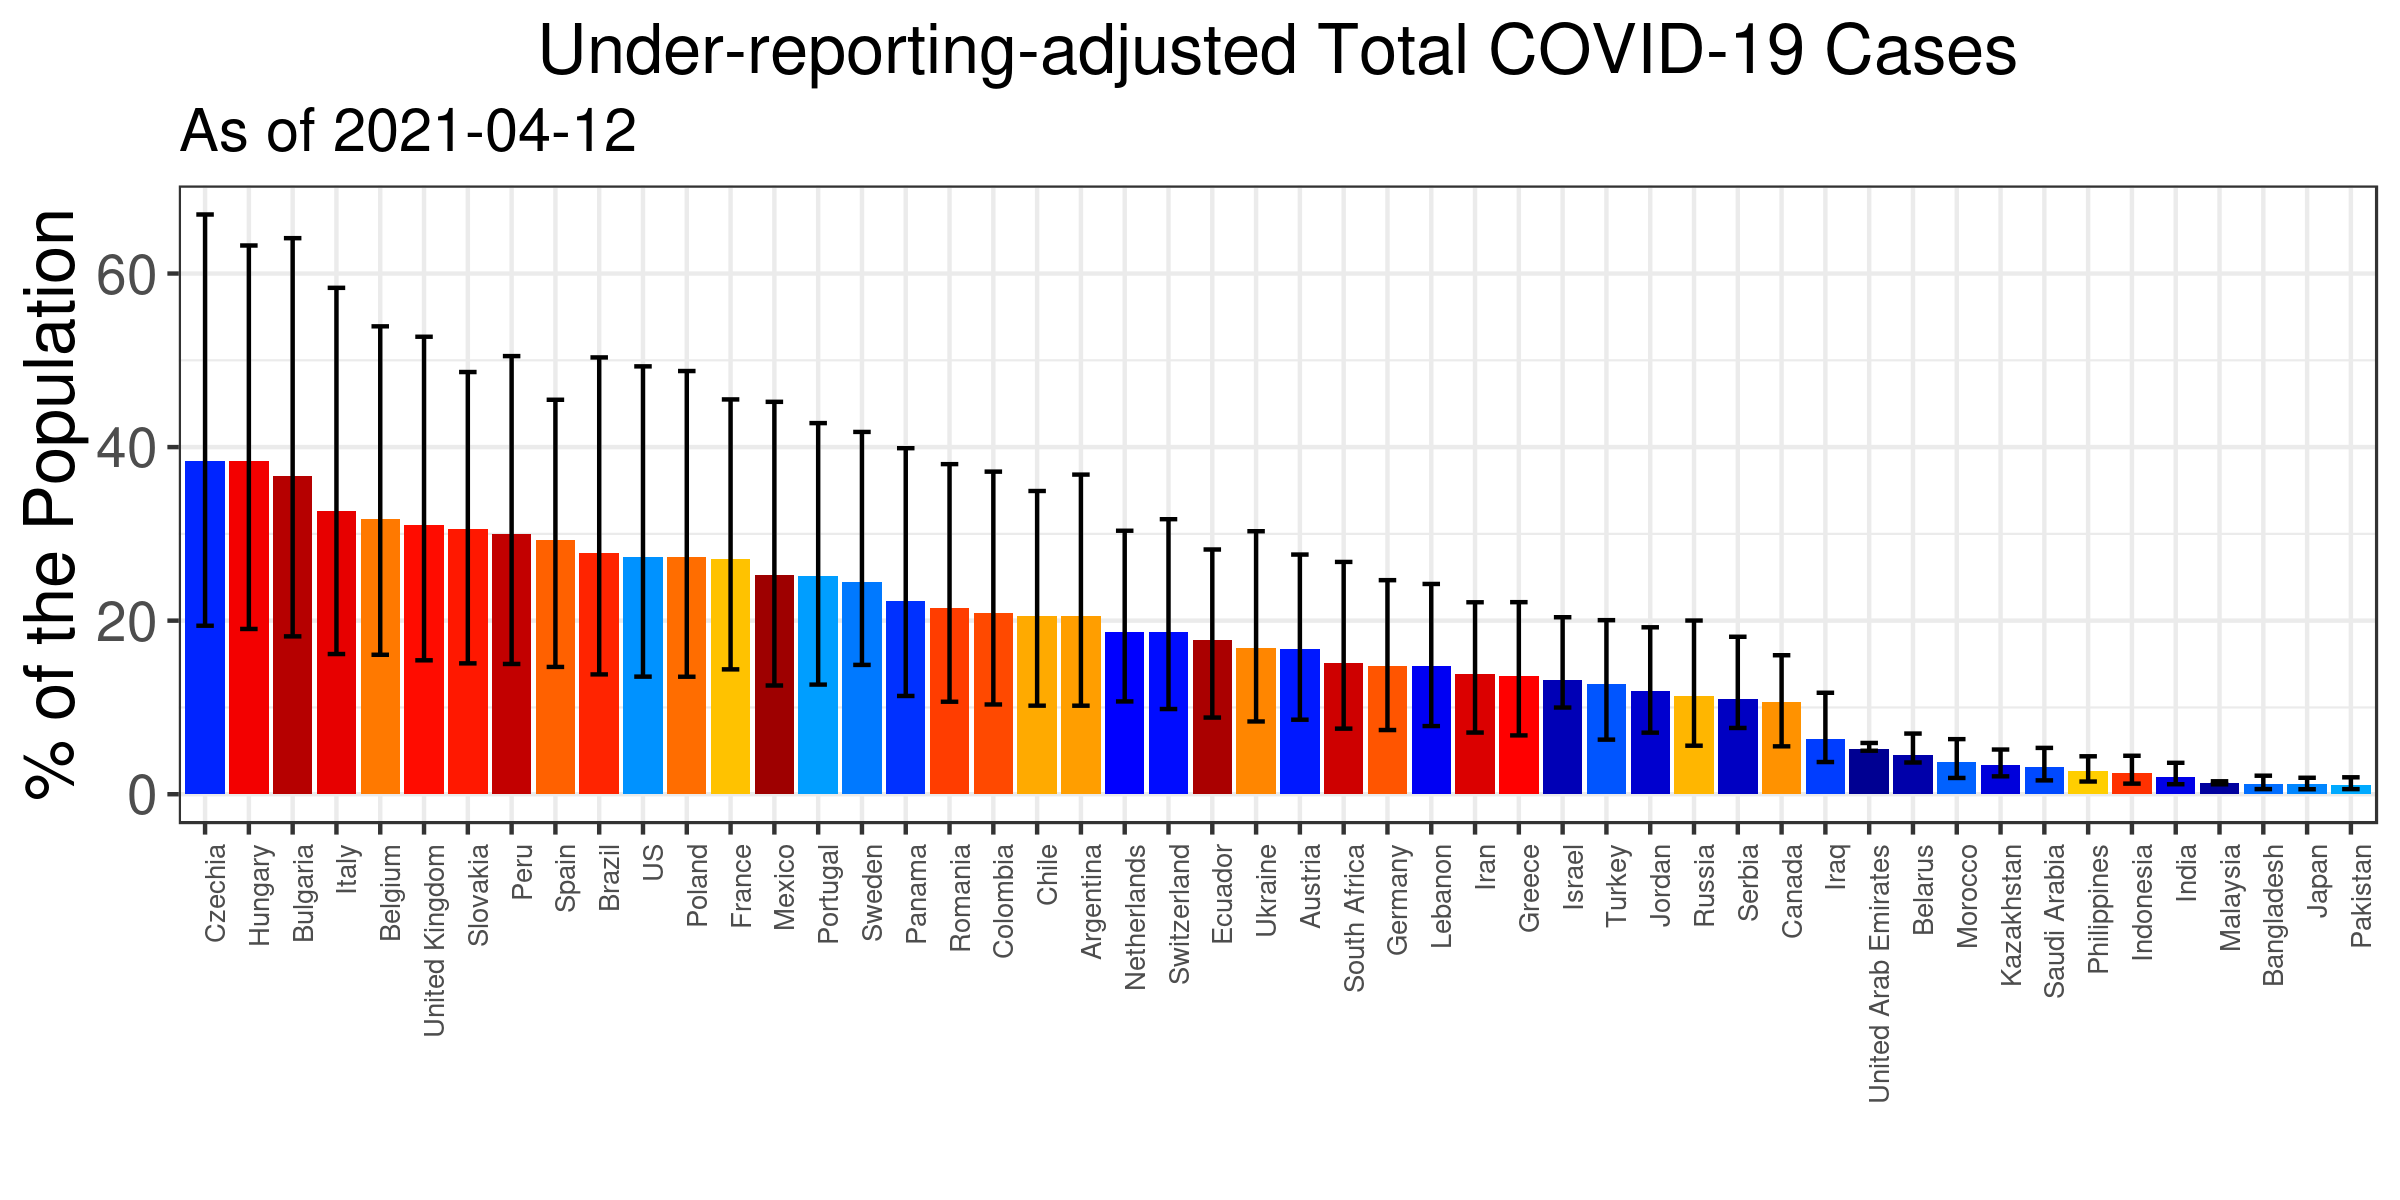 Under-reporting-adjusted Total COVID-19 Cases
As of 2021-04-12
% of the Population
60
40
20
0
Czechia
Hungary
Bulgaria
Italy
Belgium
United Kingdom
Slovakia
Peru
Spain
Brazil
US
Poland
France
Mexico
Portugal
Sweden
Panama
Romania
Colombia
Chile
Argentina
Netherlands
Switzerland
Ecuador
Ukraine
Austria
South Africa
Germany
Lebanon
Iran
Greece
Israel
Turkey
Jordan
Russia
Serbia
Canada
Iraq
United Arab Emirates
Belarus
Morocco
Kazakhstan
Saudi Arabia
Philippines
Indonesia
India
Malaysia
Bangladesh
Japan
Pakistan